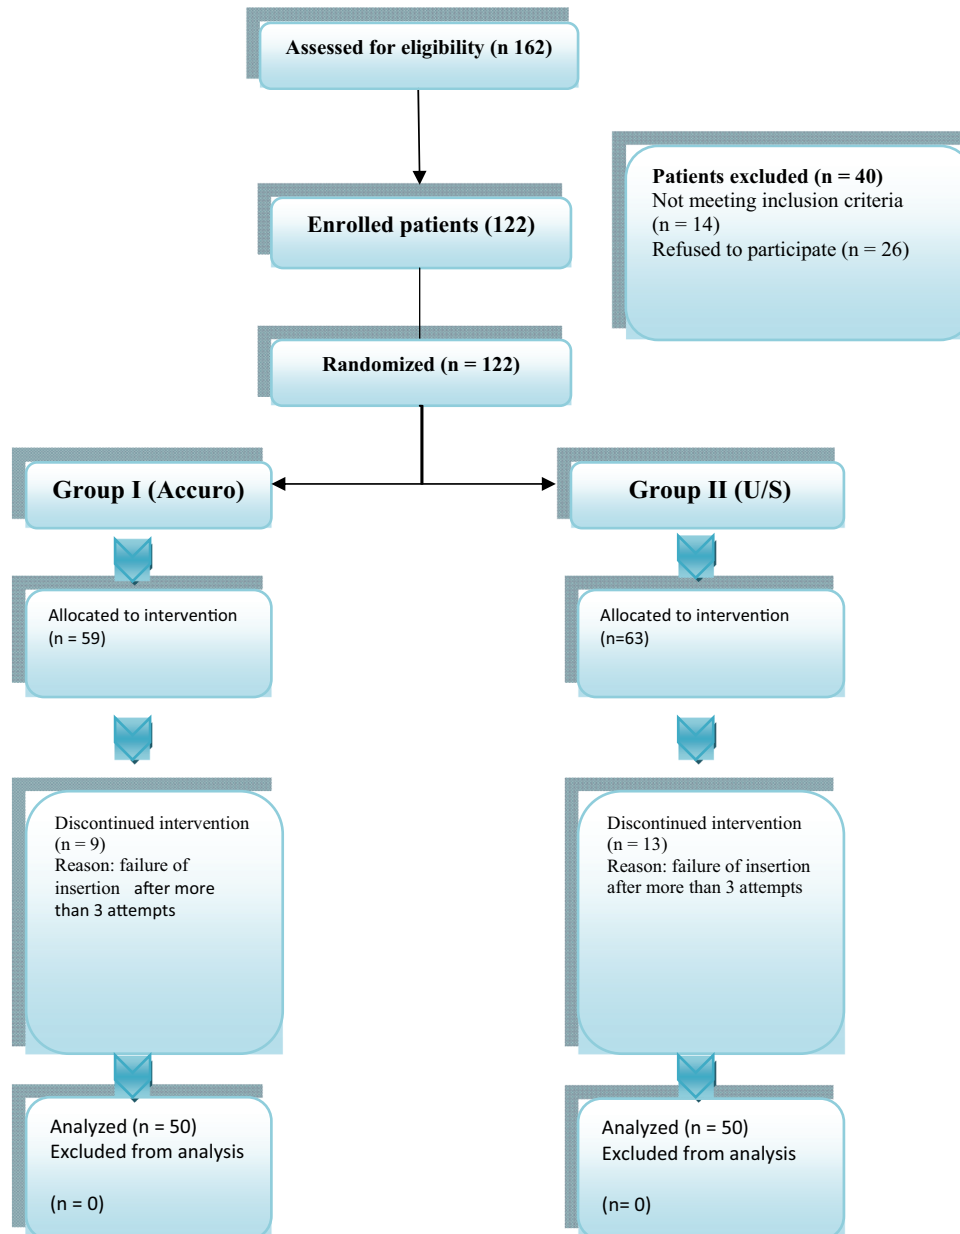 Assessed for eligibility (n 162)
Patients excluded (n = 40)
Not meeting inclusion criteria
(n = 14)
Refused to participate (n = 26)
Enrolled patients (122)
Randomized (n = 122)
Group I (Accuro)
Group II (U/S)
Allocated to intervention
(n = 59)
Allocated to intervention
(n=63)
Discontinued intervention
(n = 9)
Reason: failure of
insertion after more
than 3 attempts
Discontinued intervention
(n = 13)
Reason: failure of insertion
after more than 3 attempts
Analyzed (n = 50)
Excluded from analysis
(n = 0)
Analyzed (n = 50)
Excluded from analysis
(n= 0)